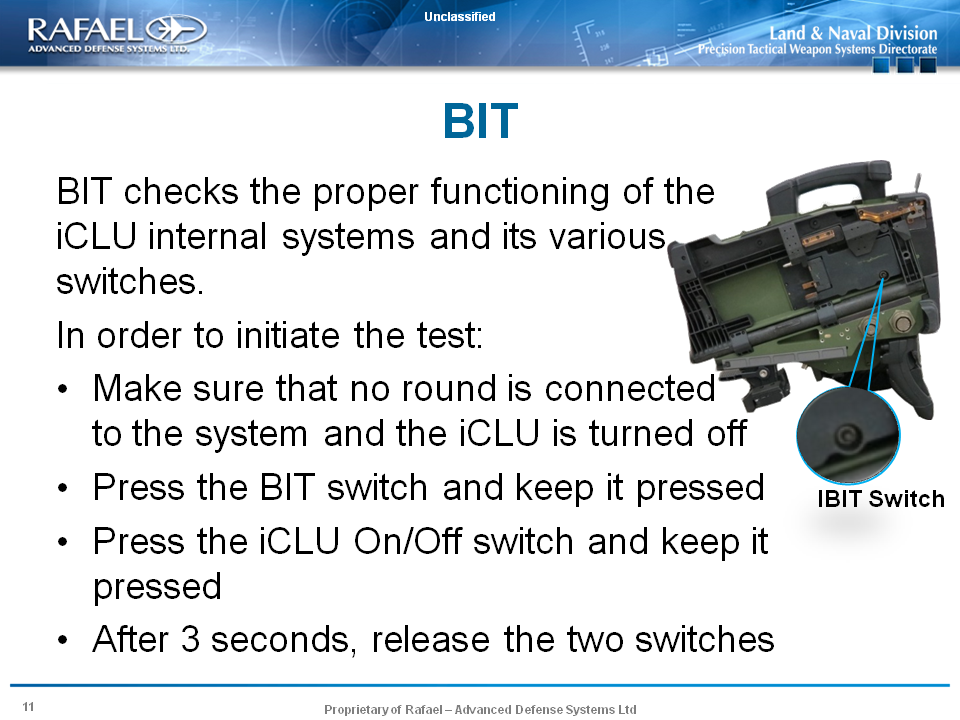 Unclassified
RAFAEL
ADVANCED DEFENSE SYSTEMS LTD.
Land & Naval Division
Precision Tactical Weapon Systems Directorate
BIT
BIT checks the proper functioning of the
iCLU internal systems and its various
switches.
In order to initiate the test:
• Make sure that no round is connected
to the system and the iCLU is turned off
• Press the BIT switch and keep it pressed
• Press the iCLU On/Off switch and keep it
pressed
• After 3 seconds, release the two switches
IBIT Switch
11
Proprietary of Rafael – Advanced Defense Systems Ltd